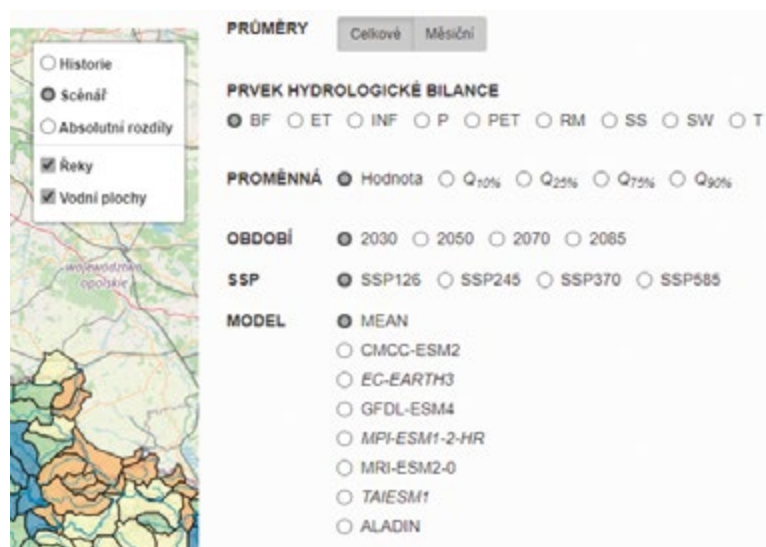 Historie
Scénář
Absolutní rozdíly
Řeky
Vodní plochy
województwo
opolskie
PRŮMĚRY Celkové Měsíční
PRVEK HYDROLOGICKÉ BILANCE
BF ET INF P PET RM SS SW T
PROMĚNNÁ Hodnota Q10% Q25% Q75% Q90%
OBDOBÍ 2030 2050 2070 2085
SSP SSP126 SSP245 SSP370 SSP585
MODEL MEAN
CMCC-ESM2
EC-EARTH3
GFDL-ESM4
MPI-ESM1-2-HR
MRI-ESM2-0
TAIESM1
ALADIN